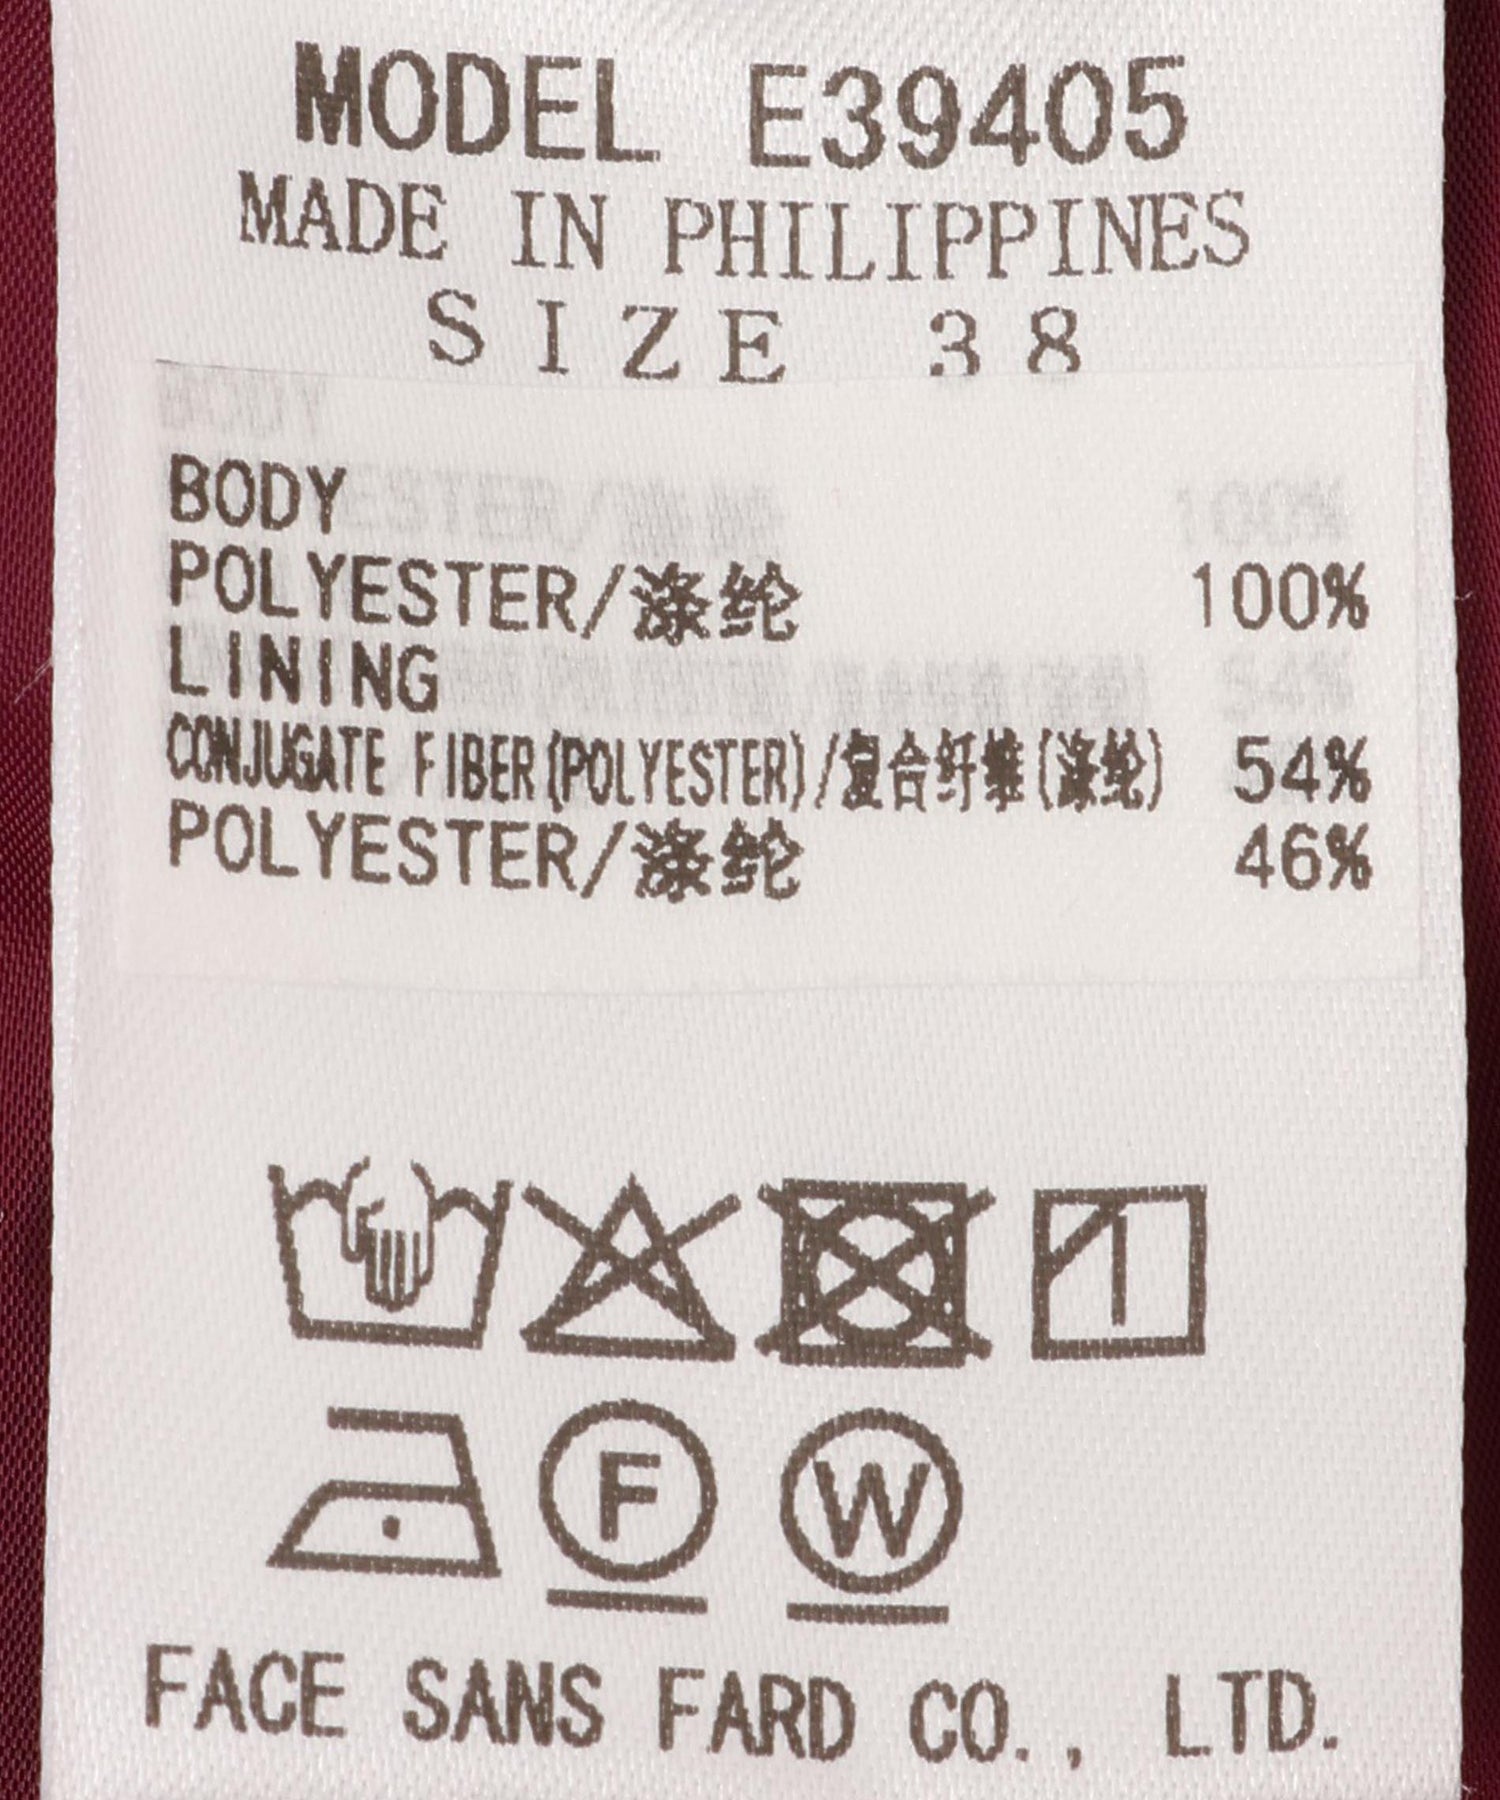 MODEL E39405
MADE IN PHILIPPINES
SIZE 38
BODY
POLYESTER/涤纶 100%
LINING
CONJUGATE FIBER(POLYESTER)/复合纤维(涤纶) 54%
POLYESTER/涤纶 46%
F W
FACE SANS FARD CO., LTD.